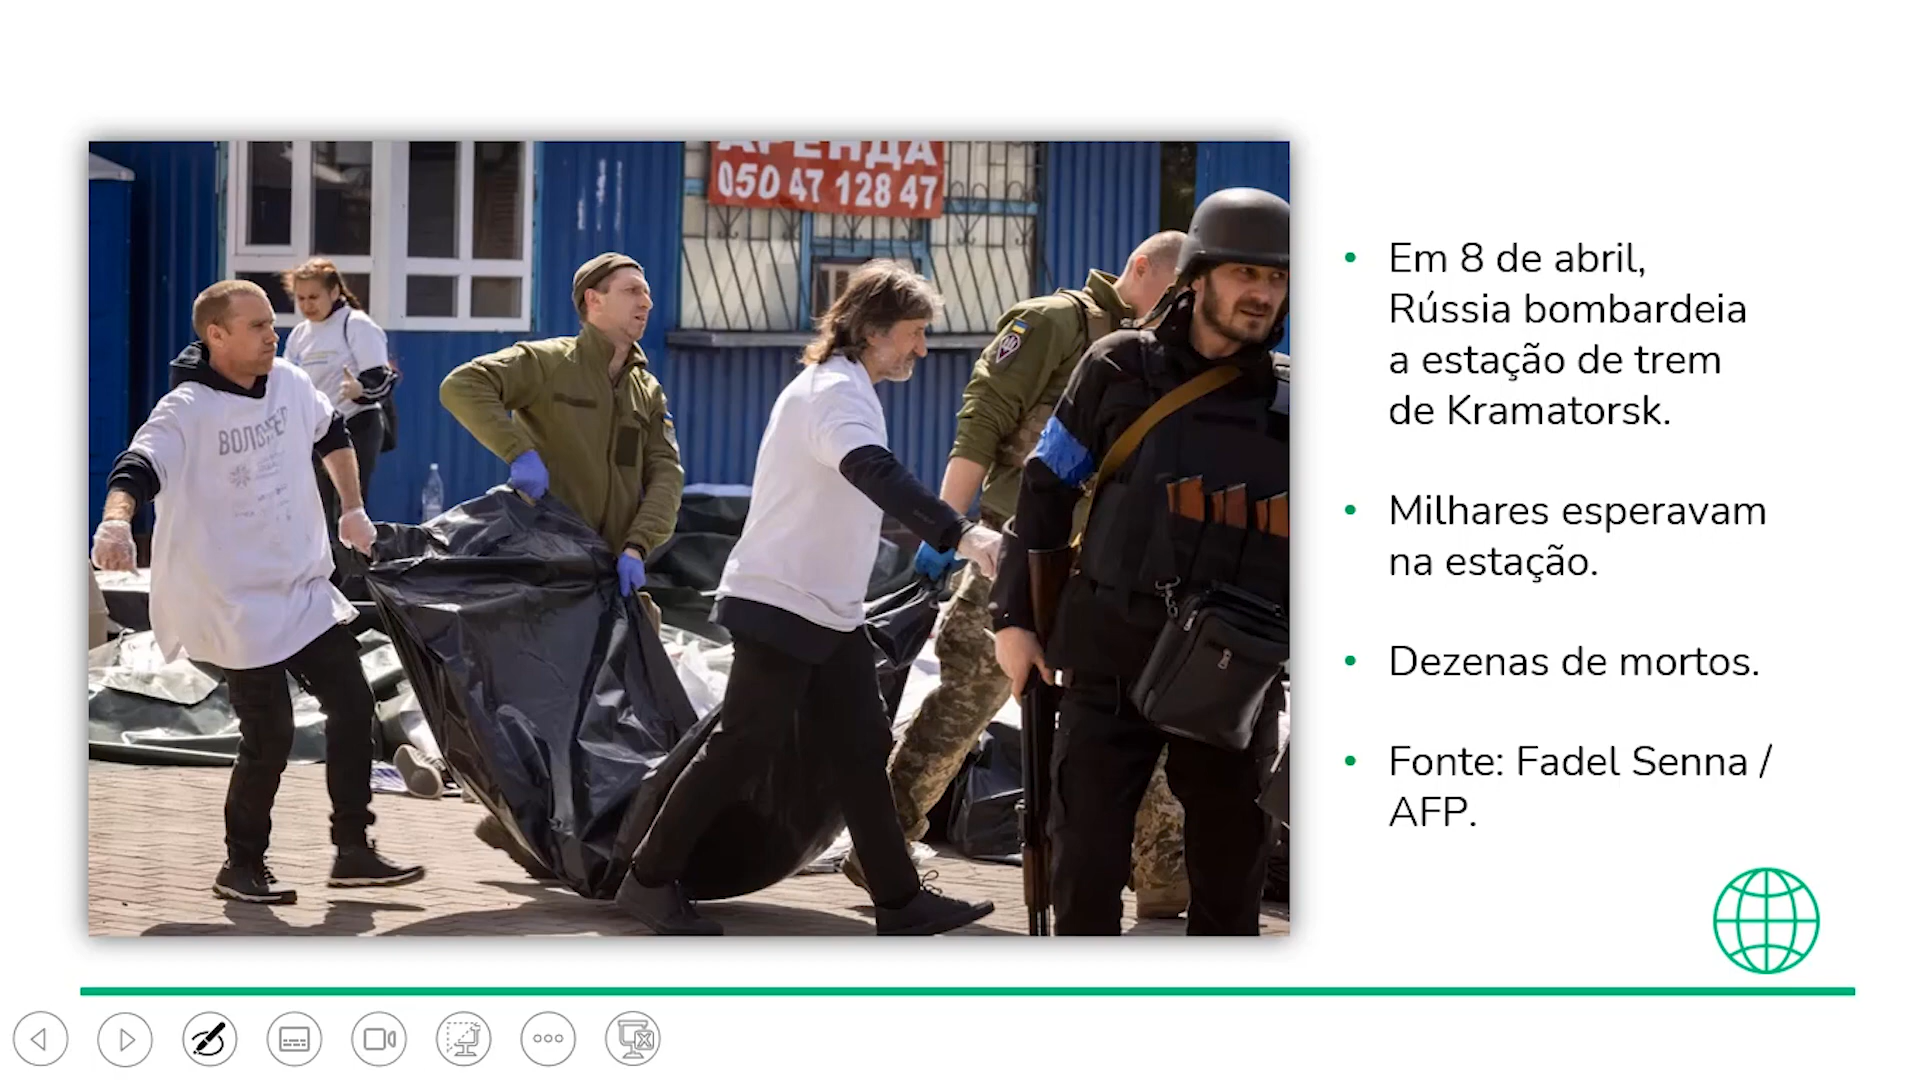 АРЕНДА
050 47 128 47
• Em 8 de abril,
Rússia bombardeia
a estação de trem
de Kramatorsk.
• Milhares esperavam
na estação.
• Dezenas de mortos.
• Fonte: Fadel Senna /
AFP.